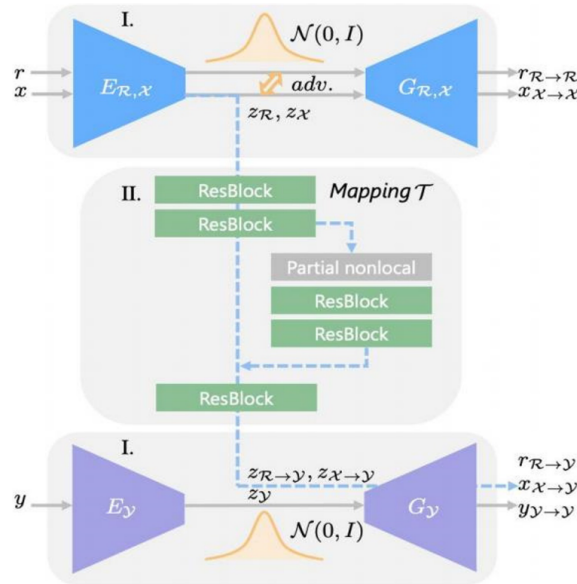 I.
𝒩(0, I)
r
x
E_{ℛ,𝒳}
adv.
G_{ℛ,𝒳}
r_{ℛ→ℛ}
x_{𝒳→𝒳}
z_ℛ, z_𝒳
II.
ResBlock
Mapping 𝒯
ResBlock
Partial nonlocal
ResBlock
ResBlock
ResBlock
I.
z_{ℛ→𝒴}, z_{𝒳→𝒴}
r_{ℛ→𝒴}
x_{𝒳→𝒴}
y
E_𝒴
z_𝒴
G_𝒴
y_{𝒴→𝒴}
𝒩(0, I)